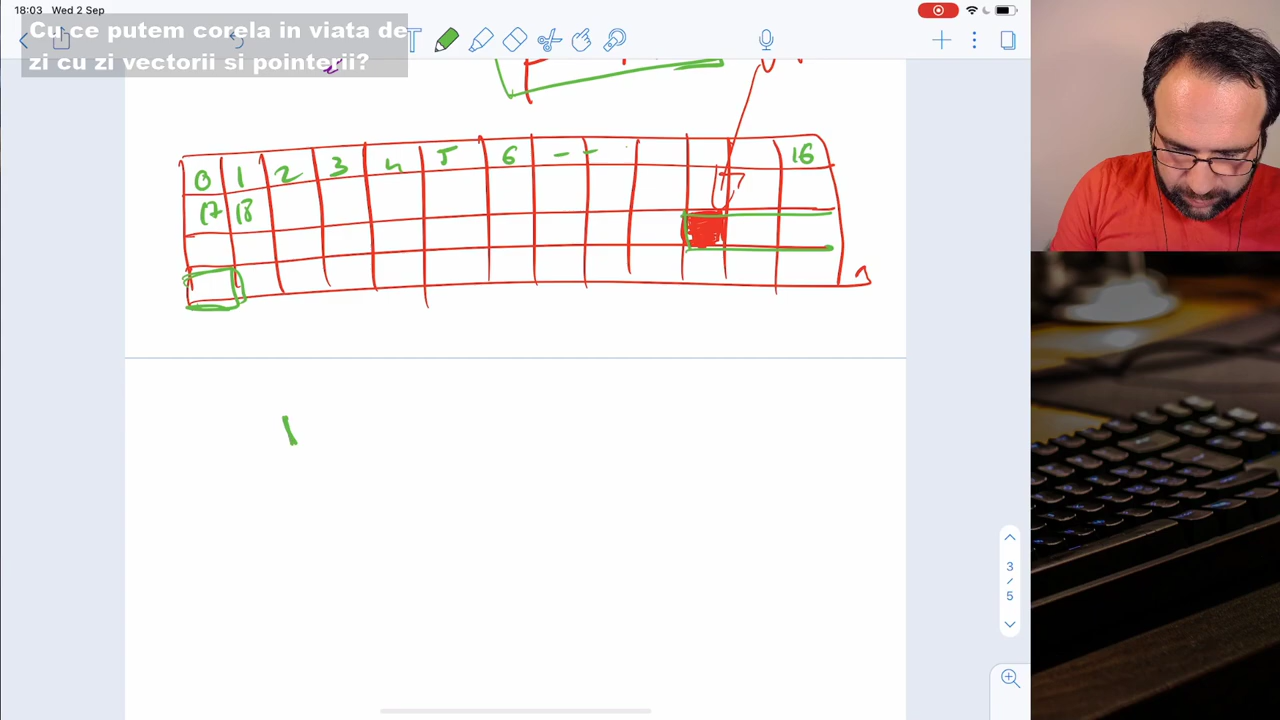 18:03 Wed 2 Sep
Cu ce putem corela in viata de
zi cu zi vectorii si pointerii?
T
0 1 2 3 4 5 6 - - 16
17 18
3
/
5